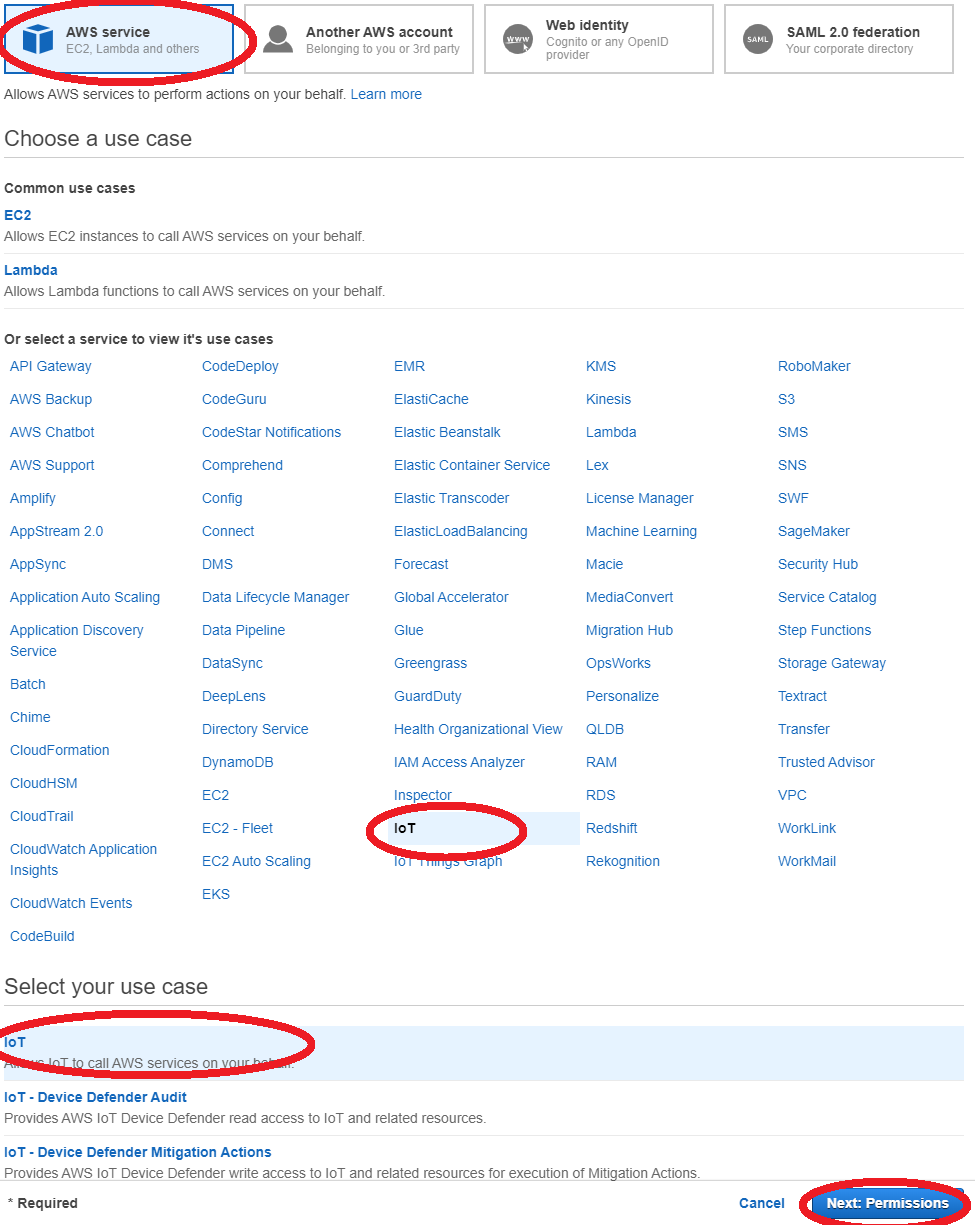 AWS service
EC2, Lambda and others
Another AWS account
Belonging to you or 3rd party
WWW
Web identity
Cognito or any OpenID
provider
SAML
SAML 2.0 federation
Your corporate directory
Allows AWS services to perform actions on your behalf. Learn more
Choose a use case
Common use cases
EC2
Allows EC2 instances to call AWS services on your behalf.
Lambda
Allows Lambda functions to call AWS services on your behalf.
Or select a service to view it's use cases
API Gateway
AWS Backup
AWS Chatbot
AWS Support
Amplify
AppStream 2.0
AppSync
Application Auto Scaling
Application Discovery
Service
Batch
Chime
CloudFormation
CloudHSM
CloudTrail
CloudWatch Application
Insights
CloudWatch Events
CodeBuild
CodeDeploy
CodeGuru
CodeStar Notifications
Comprehend
Config
Connect
DMS
Data Lifecycle Manager
Data Pipeline
DataSync
DeepLens
Directory Service
DynamoDB
EC2
EC2 - Fleet
EC2 Auto Scaling
EKS
EMR
ElastiCache
Elastic Beanstalk
Elastic Container Service
Elastic Transcoder
ElasticLoadBalancing
Forecast
Global Accelerator
Glue
Greengrass
GuardDuty
Health Organizational View
IAM Access Analyzer
Inspector
IoT
IoT Things Graph
KMS
Kinesis
Lambda
Lex
License Manager
Machine Learning
Macie
MediaConvert
Migration Hub
OpsWorks
Personalize
QLDB
RAM
RDS
Redshift
Rekognition
RoboMaker
S3
SMS
SNS
SWF
SageMaker
Security Hub
Service Catalog
Step Functions
Storage Gateway
Textract
Transfer
Trusted Advisor
VPC
WorkLink
WorkMail
Select your use case
IoT
Allows IoT to call AWS services on your behalf.
IoT - Device Defender Audit
Provides AWS IoT Device Defender read access to IoT and related resources.
IoT - Device Defender Mitigation Actions
Provides AWS IoT Device Defender write access to IoT and related resources for execution of Mitigation Actions.
* Required
Cancel
Next: Permissions